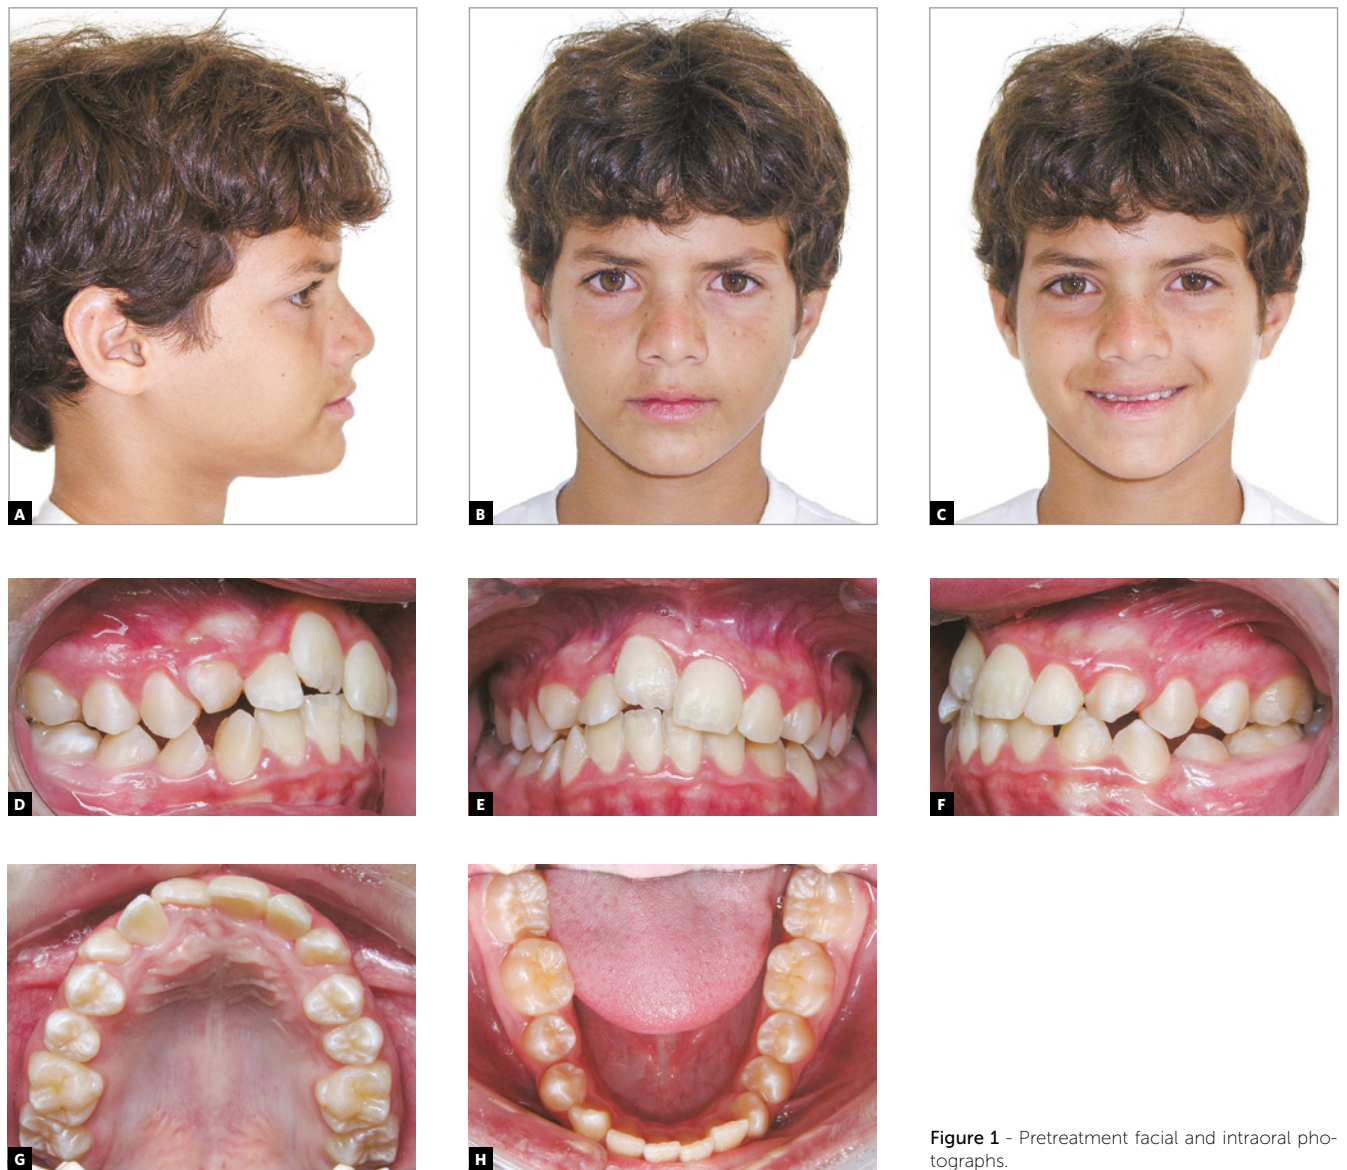 A
B
C
D
E
F
G
H
Figure 1 - Pretreatment facial and intraoral pho-
tographs.